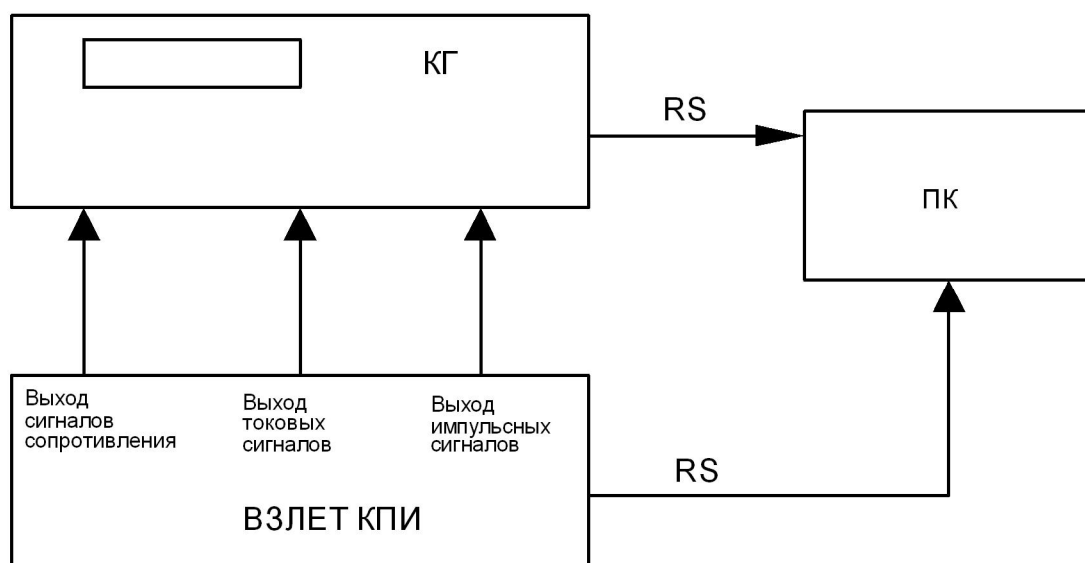 КГ
RS
ПК
Выход
сигналов
сопротивления
Выход
токовых
сигналов
Выход
импульсных
сигналов
RS
ВЗЛЕТ КПИ